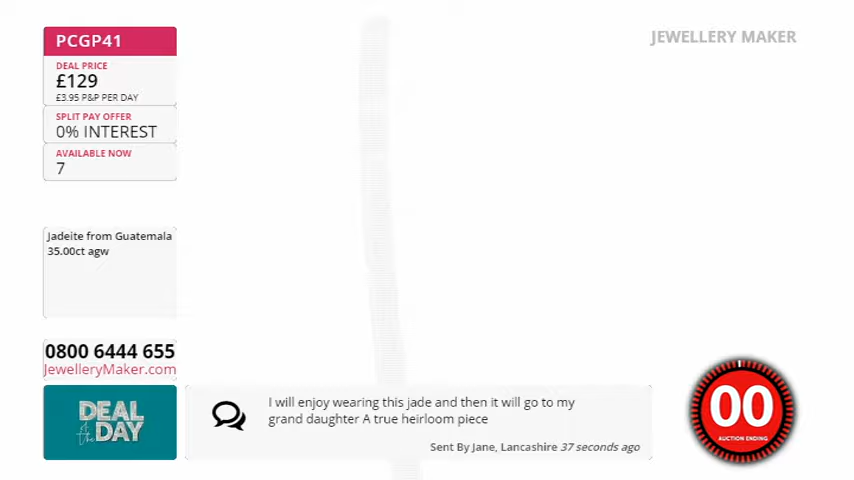 PCGP41
JEWELLERY MAKER
DEAL PRICE
£129
£3.95 P&P PER DAY
SPLIT PAY OFFER
0% INTEREST
AVAILABLE NOW
7
Jadeite from Guatemala
35.00ct agw
0800 6444 655
JewelleryMaker.com
DEAL
of the
DAY
I will enjoy wearing this jade and then it will go to my
grand daughter A true heirloom piece
Sent By Jane, Lancashire 37 seconds ago
00
AUCTION ENDING